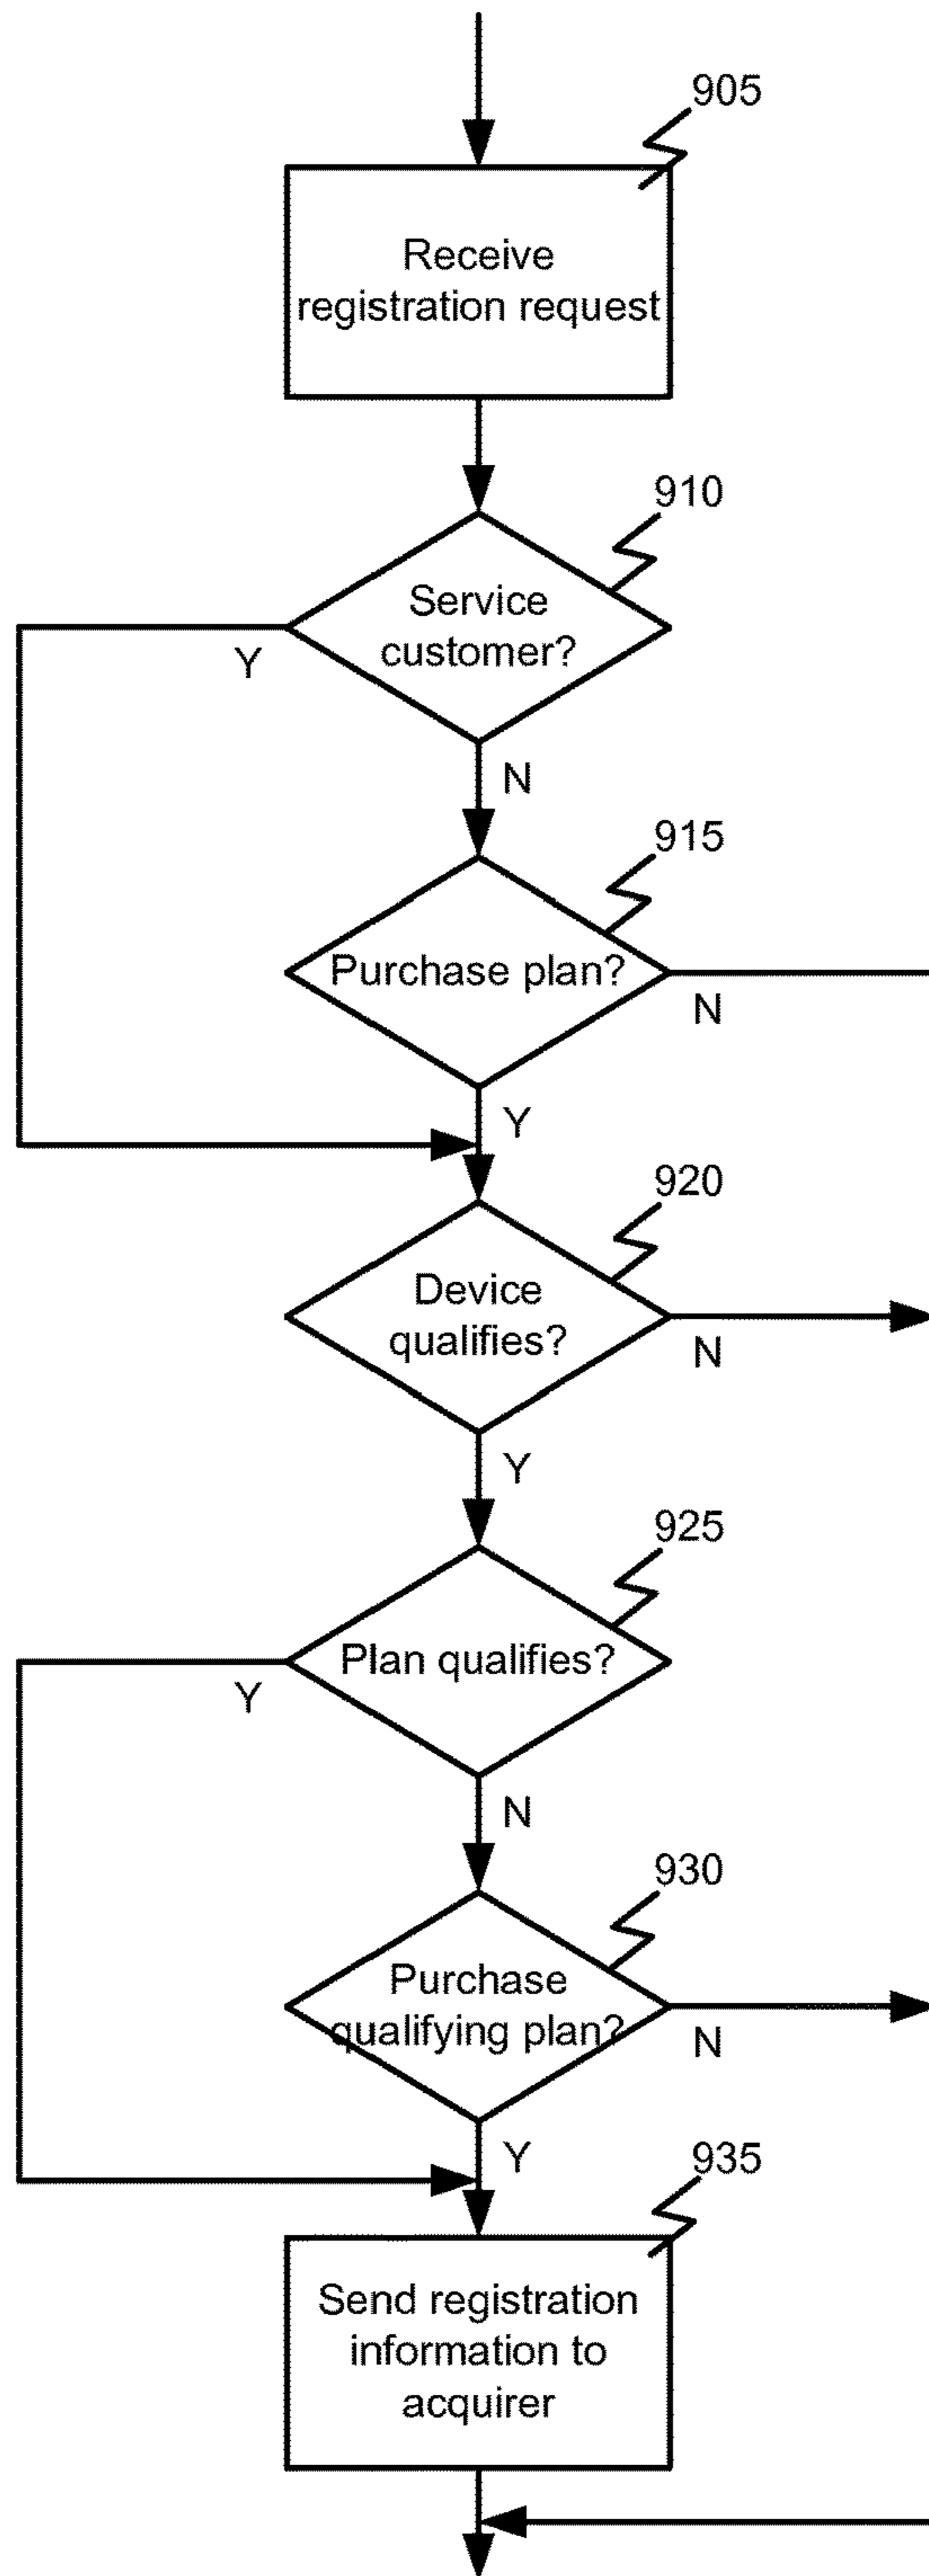 905
Receive
registration request
910
Service
customer?
Y
N
915
Purchase plan?
N
Y
920
Device
qualifies?
N
Y
925
Plan qualifies?
Y
N
930
Purchase
qualifying plan?
N
Y
935
Send registration
information to
acquirer